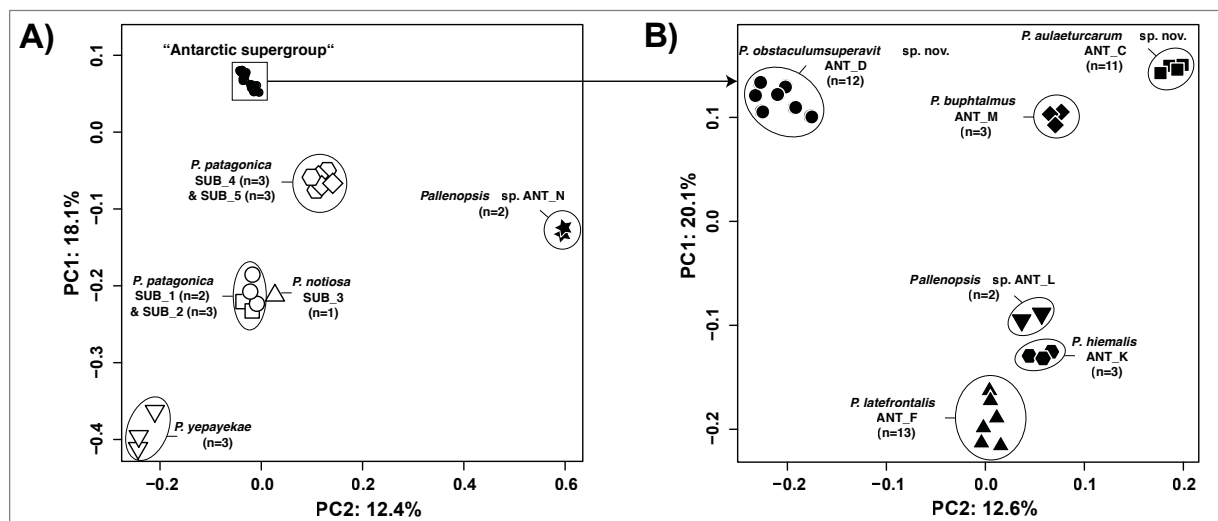 A)
"Antarctic supergroup"
0.1
0.0
−0.1
−0.2
−0.3
−0.4
PC1: 18.1%
P. patagonica
SUB_4 (n=3)
& SUB_5 (n=3)
Pallenopsis sp. ANT_N
(n=2)
P. patagonica
SUB_1 (n=2)
& SUB_2 (n=3)
P. notiosa
SUB_3
(n=1)
P. yepayekae
(n=3)
−0.2 0.0 0.2 0.4 0.6
PC2: 12.4%
B)
P. obstaculumsuperavit sp. nov.
ANT_D
(n=12)
P. aulaeturcarum sp. nov.
ANT_C
(n=11)
P. buphtalmus
ANT_M
(n=3)
0.1
0.0
−0.1
−0.2
PC1: 20.1%
Pallenopsis sp. ANT_L
(n=2)
P. hiemalis
ANT_K
(n=3)
P. latefrontalis
ANT_F
(n=13)
−0.2 −0.1 0.0 0.1 0.2
PC2: 12.6%